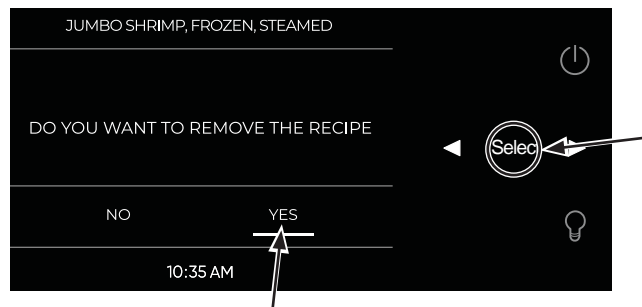 JUMBO SHRIMP, FROZEN, STEAMED
DO YOU WANT TO REMOVE THE RECIPE
Selec
NO YES
10:35 AM